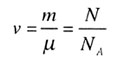 ν = m/μ = N/N_A